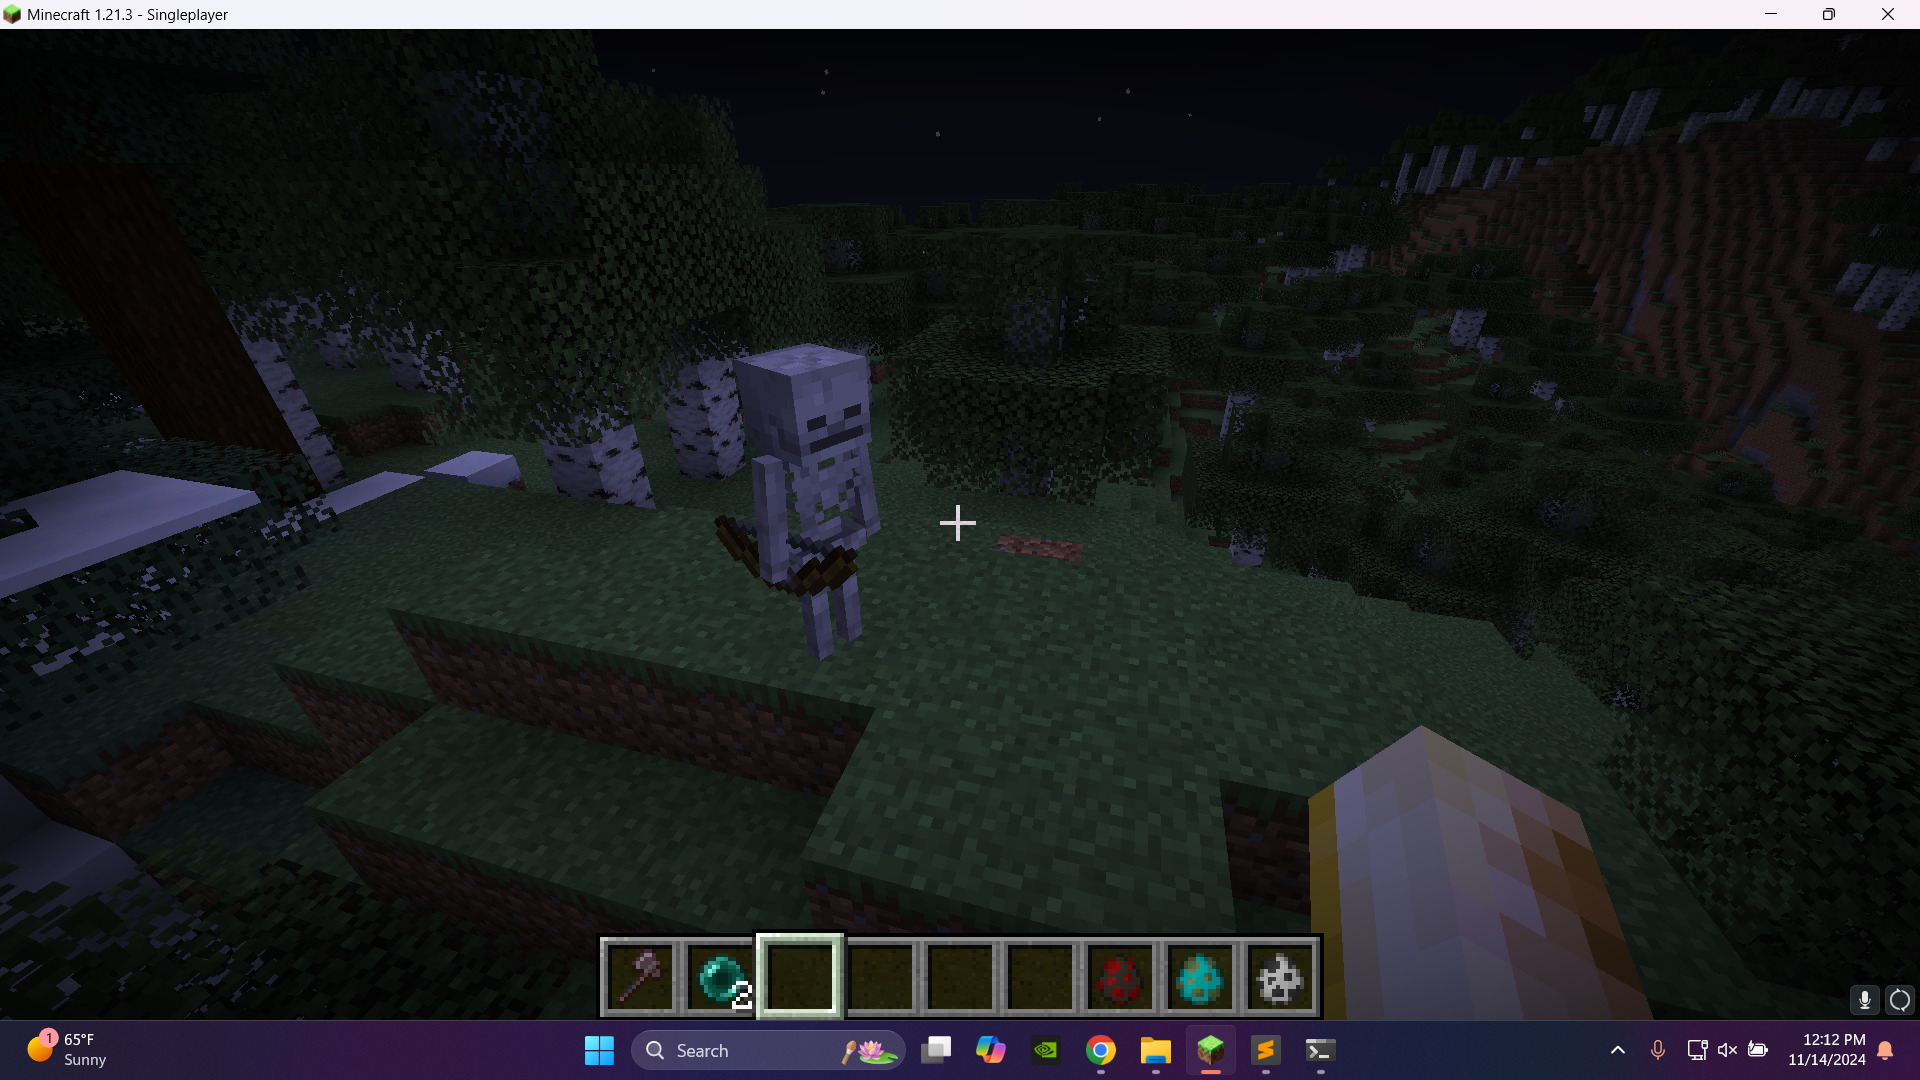 Minecraft 1.21.3 - Singleplayer
2
1
65°F
Sunny
Search
12:12 PM
11/14/2024